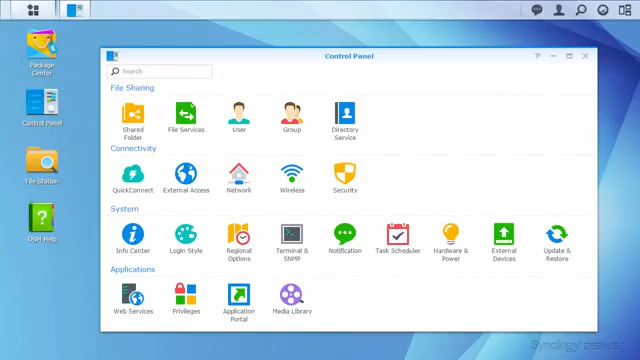 Control Panel
Package
Center
Control Panel
File Station
DSM Help
Search
File Sharing
Shared
Folder
File Services
User
Group
Directory
Service
Connectivity
QuickConnect
External Access
Network
Wireless
Security
System
Info Center
Login Style
Regional
Options
Terminal &
SNMP
Notification
Task Scheduler
Hardware &
Power
External
Devices
Update &
Restore
Applications
Web Services
Privileges
Application
Portal
Media Library
Synology DSM 5.1